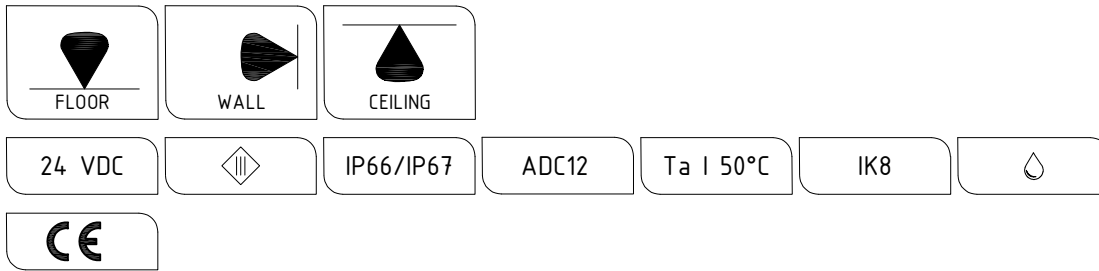 FLOOR WALL CEILING
24 VDC IP66/IP67 ADC12 Ta I 50°C IK8
CE